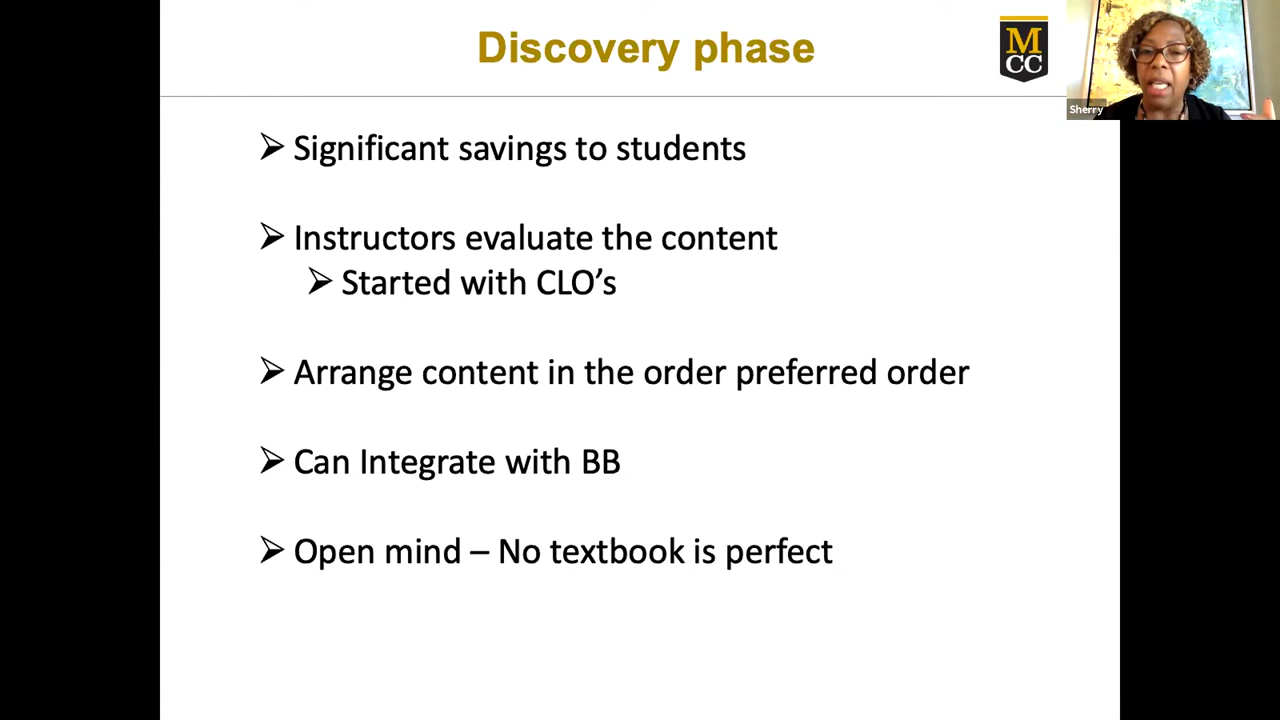 Discovery phase
M
CC
Sherry
➢ Significant savings to students
➢ Instructors evaluate the content
➢ Started with CLO’s
➢ Arrange content in the order preferred order
➢ Can Integrate with BB
➢ Open mind – No textbook is perfect